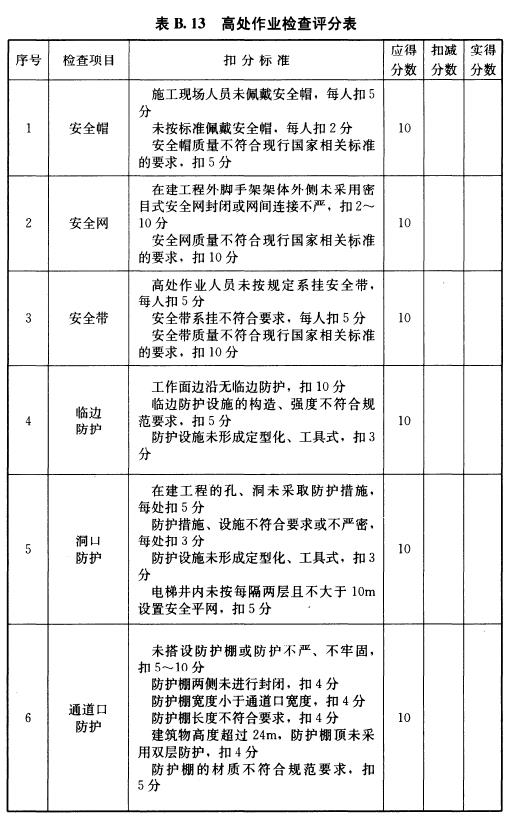 表 B.13 高处作业检查评分表
序号 检查项目 扣分标准 应得分数 扣减分数 实得分数
1 安全帽 10
施工现场人员未佩戴安全帽，每人扣5
分
未按标准佩戴安全帽，每人扣2分
安全帽质量不符合现行国家相关标准
的要求，扣5分
2 安全网 10
在建工程外脚手架架体外侧未采用密
目式安全网封闭或网间连接不严，扣2～
10分
安全网质量不符合现行国家相关标准
的要求，扣10分
3 安全带 10
高处作业人员未按规定系挂安全带，
每人扣5分
安全带系挂不符合要求，每人扣5分
安全带质量不符合现行国家相关标准
的要求，扣10分
4 临边防护 10
工作面边沿无临边防护，扣10分
临边防护设施的构造、强度不符合规
范要求，扣5分
防护设施未形成定型化、工具式，扣3
分
5 洞口防护 10
在建工程的孔、洞未采取防护措施，
每处扣5分
防护措施、设施不符合要求或不严密，
每处扣3分
防护设施未形成定型化、工具式，扣3
分
电梯井内未按每隔两层且不大于10m
设置安全平网，扣5分
6 通道口防护 10
未搭设防护棚或防护不严、不牢固，
扣5～10分
防护棚两侧未进行封闭，扣4分
防护棚宽度小于通道口宽度，扣4分
防护棚长度不符合要求，扣4分
建筑物高度超过24m，防护棚顶未采
用双层防护，扣4分
防护棚的材质不符合规范要求，扣
5分